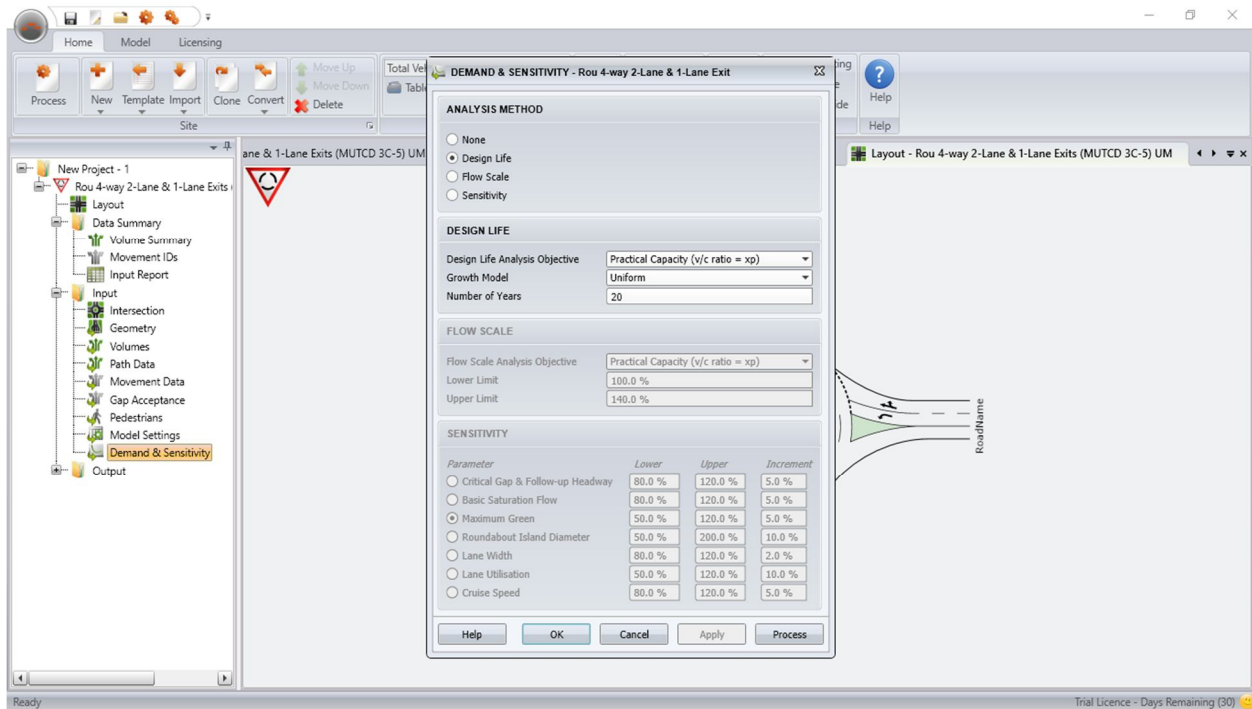 Home Model Licensing
Process
New Template Import
Clone Convert
Move Up
Move Down
Delete
Site
Total Vel
Tabl
ting
e
de
Help
Help
New Project - 1
Rou 4-way 2-Lane & 1-Lane Exits
Layout
Data Summary
Volume Summary
Movement IDs
Input Report
Input
Intersection
Geometry
Volumes
Path Data
Movement Data
Gap Acceptance
Pedestrians
Model Settings
Demand & Sensitivity
Output
ane & 1-Lane Exits (MUTCD 3C-5) UM
Layout - Rou 4-way 2-Lane & 1-Lane Exits (MUTCD 3C-5) UM
RoadName
DEMAND & SENSITIVITY - Rou 4-way 2-Lane & 1-Lane Exit
ANALYSIS METHOD
None
Design Life
Flow Scale
Sensitivity
DESIGN LIFE
Design Life Analysis Objective Practical Capacity (v/c ratio = xp)
Growth Model Uniform
Number of Years 20
FLOW SCALE
Flow Scale Analysis Objective Practical Capacity (v/c ratio = xp)
Lower Limit 100.0 %
Upper Limit 140.0 %
SENSITIVITY
Parameter Lower Upper Increment
Critical Gap & Follow-up Headway 80.0 % 120.0 % 5.0 %
Basic Saturation Flow 80.0 % 120.0 % 5.0 %
Maximum Green 50.0 % 120.0 % 5.0 %
Roundabout Island Diameter 50.0 % 200.0 % 10.0 %
Lane Width 80.0 % 120.0 % 2.0 %
Lane Utilisation 50.0 % 120.0 % 10.0 %
Cruise Speed 80.0 % 120.0 % 5.0 %
Help OK Cancel Apply Process
Ready
Trial Licence - Days Remaining (30)